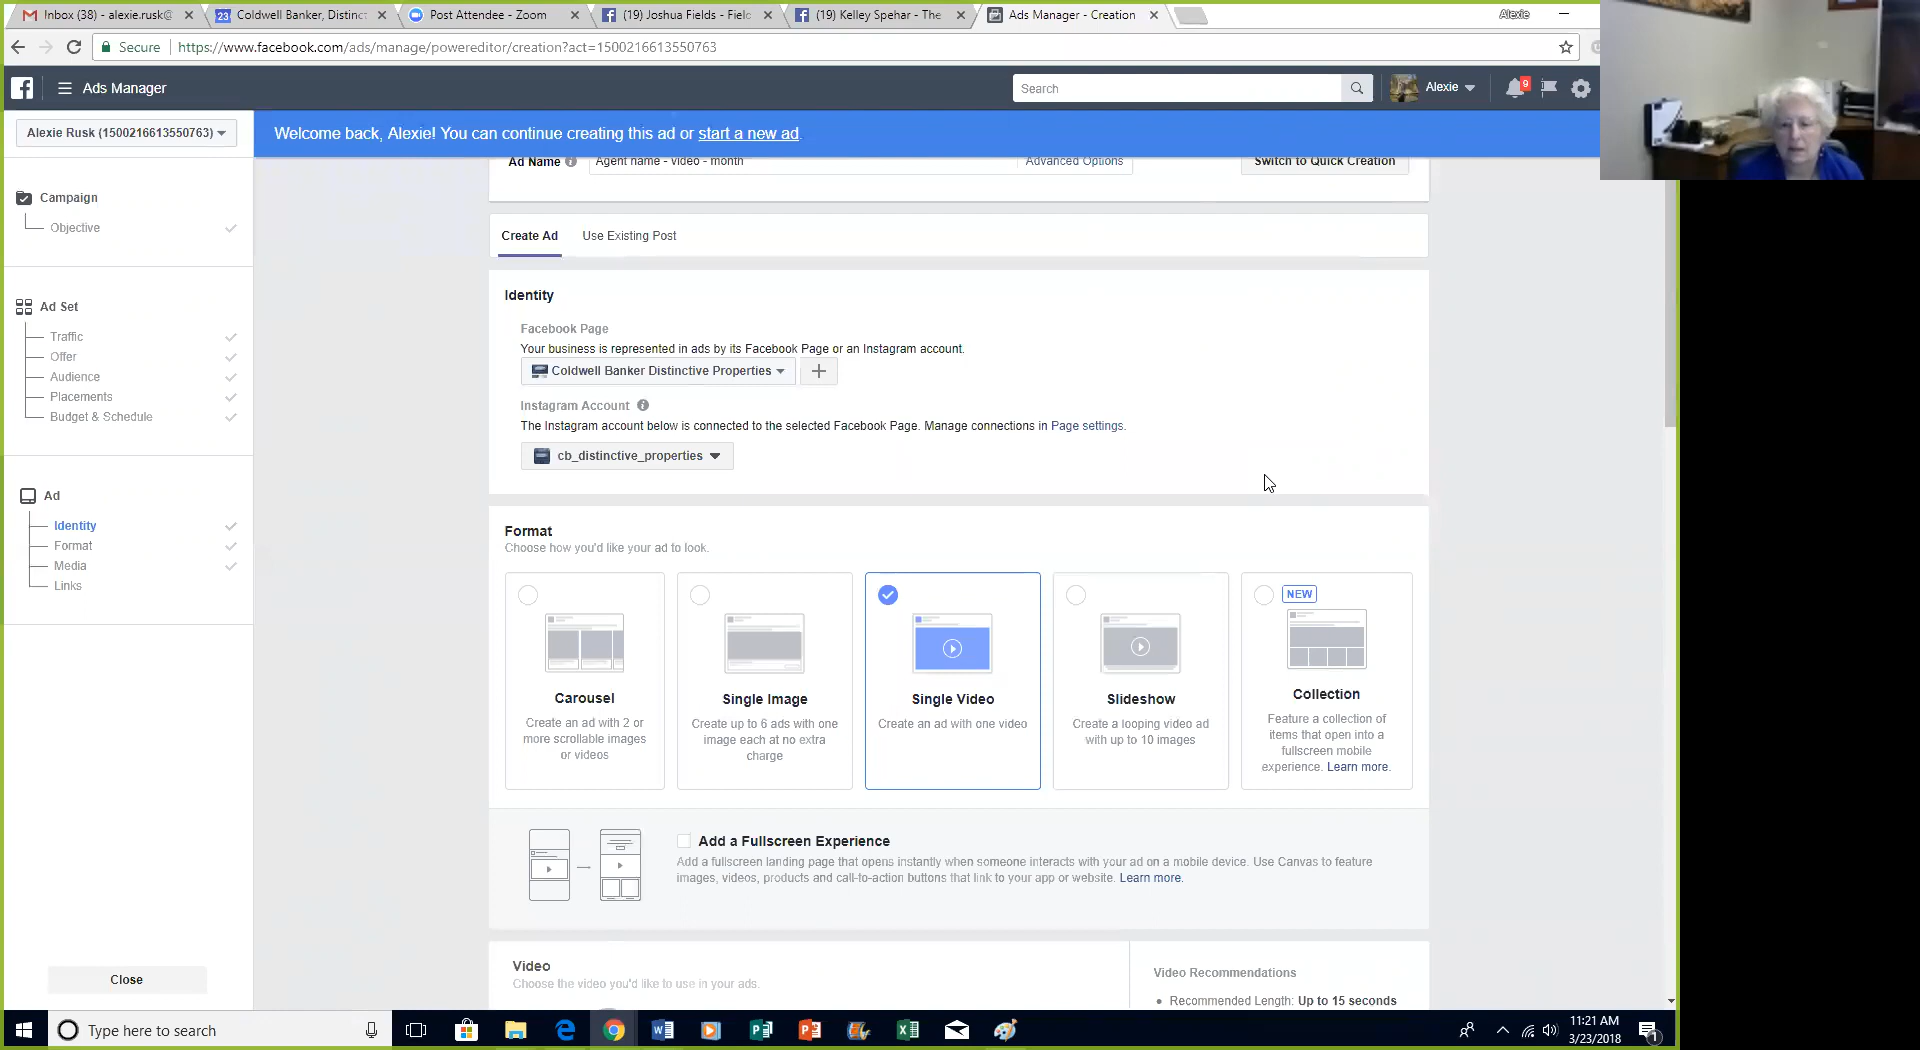 Inbox (38) - alexie.rusk@
Coldwell Banker, Distinct
Post Attendee - Zoom
(19) Joshua Fields - Field
(19) Kelley Spehar - The
Ads Manager - Creation
Alexie
Secure
https://www.facebook.com/ads/manage/powereditor/creation?act=1500216613550763
Ads Manager
Search
Alexie
9
Alexie Rusk (1500216613550763)
Welcome back, Alexie! You can continue creating this ad or start a new ad.
Ad Name
Agent name - video - month
Advanced Options
Switch to Quick Creation
Campaign
Objective
Ad Set
Traffic
Offer
Audience
Placements
Budget & Schedule
Ad
Identity
Format
Media
Links
Close
Create Ad
Use Existing Post
Identity
Facebook Page
Your business is represented in ads by its Facebook Page or an Instagram account.
Coldwell Banker Distinctive Properties
Instagram Account
The Instagram account below is connected to the selected Facebook Page. Manage connections in Page settings.
cb_distinctive_properties
Format
Choose how you'd like your ad to look.
Carousel
Create an ad with 2 or
more scrollable images
or videos
Single Image
Create up to 6 ads with one
image each at no extra
charge
Single Video
Create an ad with one video
Slideshow
Create a looping video ad
with up to 10 images
NEW
Collection
Feature a collection of
items that open into a
fullscreen mobile
experience. Learn more.
Add a Fullscreen Experience
Add a fullscreen landing page that opens instantly when someone interacts with your ad on a mobile device. Use Canvas to feature
images, videos, products and call-to-action buttons that link to your app or website. Learn more.
Video
Choose the video you'd like to use in your ads.
Video Recommendations
• Recommended Length: Up to 15 seconds
Type here to search
11:21 AM
3/23/2018
1